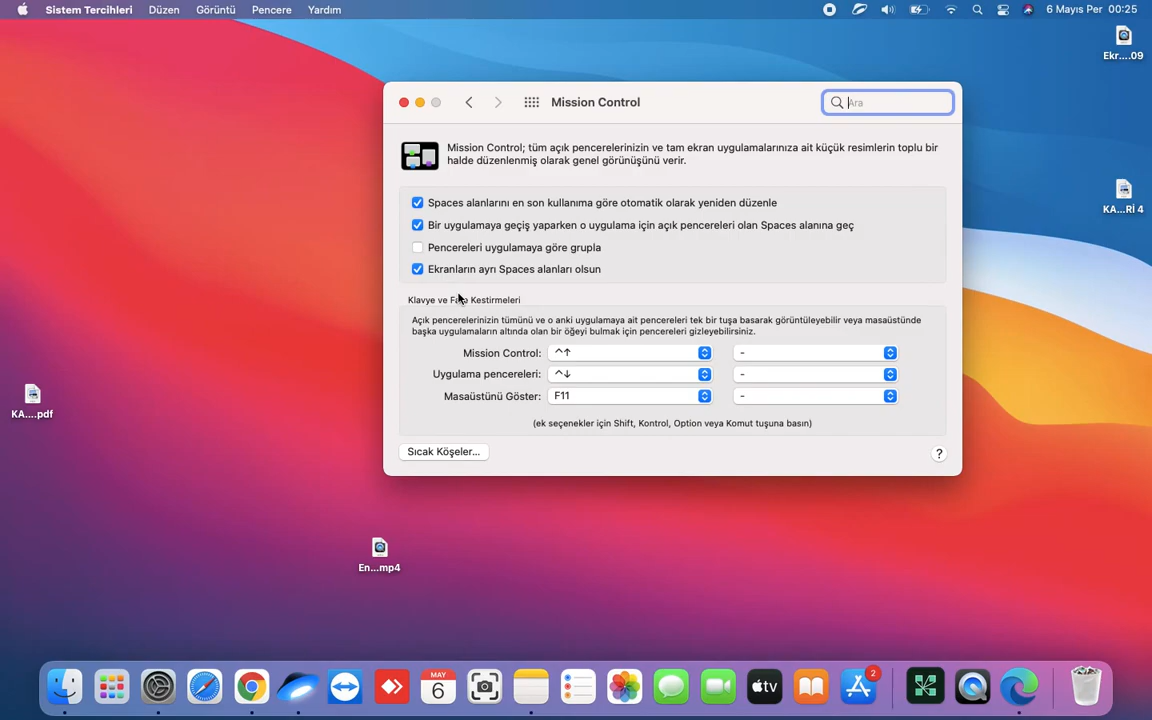 Sistem Tercihleri Düzen Görüntü Pencere Yardım 6 Mayıs Per 00:25
Ekr....09
Mission Control Ara
Mission Control; tüm açık pencerelerinizin ve tam ekran uygulamalarınıza ait küçük resimlerin toplu bir
halde düzenlenmiş olarak genel görünüşünü verir.
Spaces alanlarını en son kullanıma göre otomatik olarak yeniden düzenle
KA...Rİ 4
Bir uygulamaya geçiş yaparken o uygulama için açık pencereleri olan Spaces alanına geç
Pencereleri uygulamaya göre grupla
Ekranların ayrı Spaces alanları olsun
Klavye ve Fare Kestirmeleri
Açık pencerelerinizin tümünü ve o anki uygulamaya ait pencereleri tek bir tuşa basarak görüntüleyebilir veya masaüstünde
başka uygulamaların altında olan bir öğeyi bulmak için pencereleri gizleyebilirsiniz.
Mission Control: ^↑ -
Uygulama pencereleri: ^↓ -
Masaüstünü Göster: F11 -
KA....pdf
(ek seçenekler için Shift, Kontrol, Option veya Komut tuşuna basın)
Sıcak Köşeler... ?
En...mp4
MAY
6
tv
2